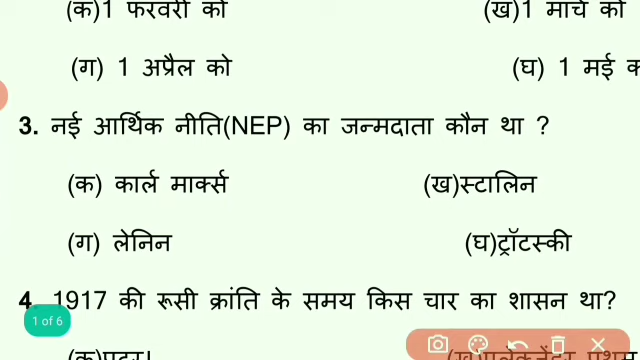 (क)1 फरवरी को (ख)1 मार्च को
(ग) 1 अप्रैल को (घ) 1 मई
3. नई आर्थिक नीति(NEP) का जन्मदाता कौन था ?
(क) कार्ल मार्क्स (ख)स्टालिन
(ग) लेनिन (घ)ट्रॉटस्की
4 1917 की रूसी क्रांति के समय किस चार का शासन था?
1 of 6